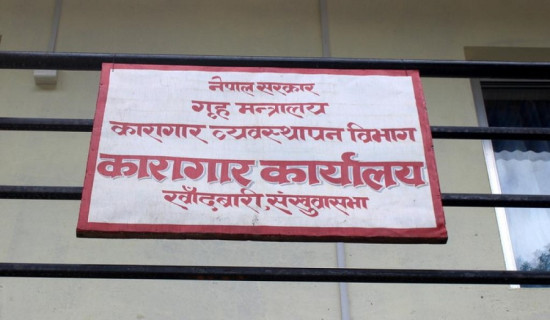 नेपाल सरकार
गृह मन्त्रालय
कारागार व्यवस्थापन विभाग
कारागार कार्यालय
खाँदबारी, संखुवासभा